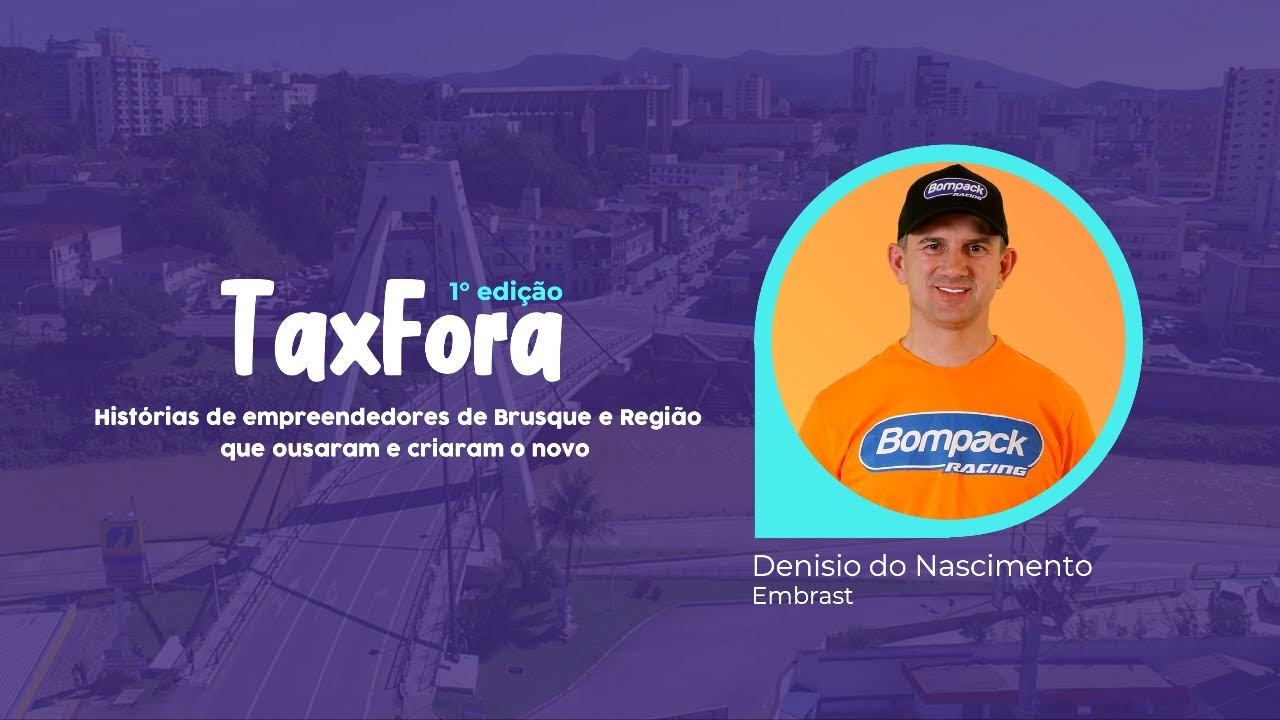 1º edição
TaxFora
Histórias de empreendedores de Brusque e Região
que ousaram e criaram o novo
Bompack
RACING
Bompack
RACING
Denisio do Nascimento
Embrast